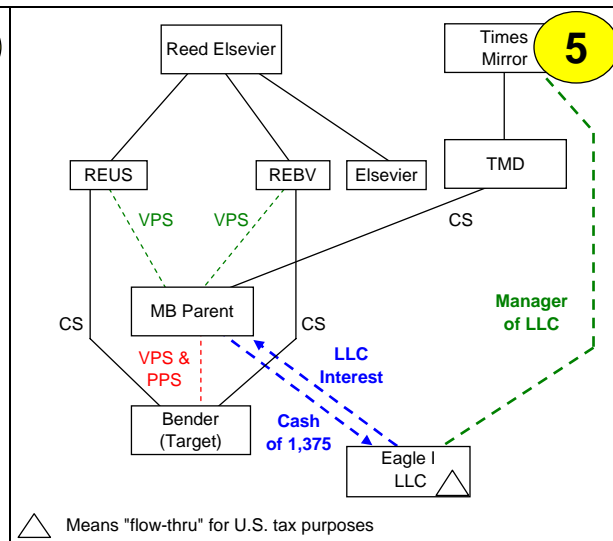 Reed Elsevier
Times
Mirror
5
REUS
REBV
Elsevier
TMD
VPS
VPS
CS
MB Parent
Manager
of LLC
CS
CS
VPS &
PPS
LLC
Interest
Cash
of 1,375
Bender
(Target)
Eagle I
LLC
Means "flow-thru" for U.S. tax purposes